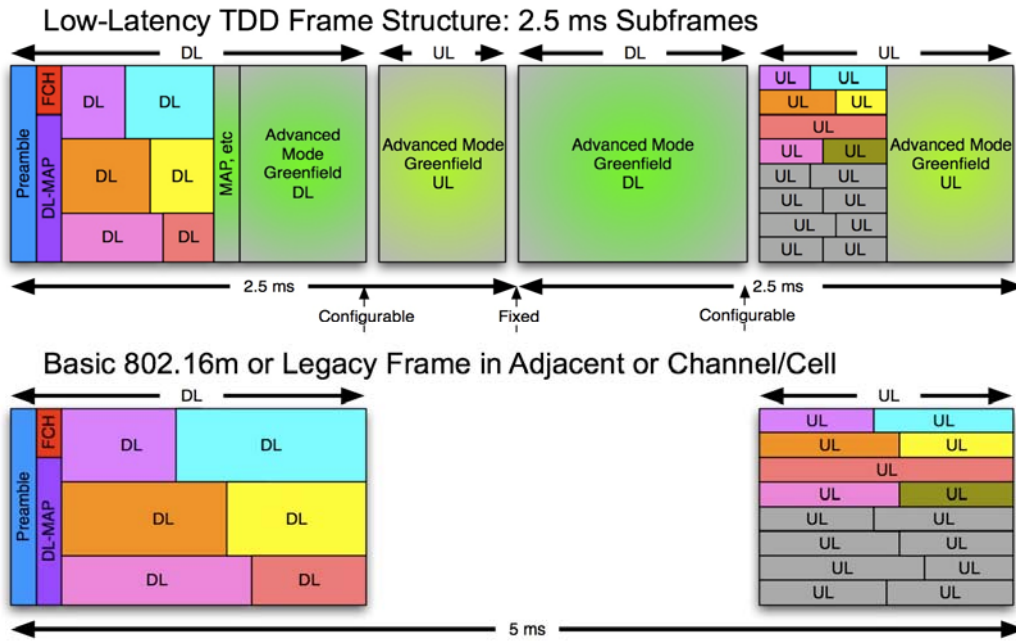 Low-Latency TDD Frame Structure: 2.5 ms Subframes
DL UL DL UL
Preamble
FCH
DL-MAP
DL DL
DL DL
DL DL
MAP, etc
Advanced
Mode
Greenfield
DL
Advanced Mode
Greenfield
UL
Advanced Mode
Greenfield
DL
UL UL
UL UL
UL
UL UL
UL UL
UL UL
UL UL
UL UL
Advanced Mode
Greenfield
UL
2.5 ms 2.5 ms
Configurable Fixed Configurable
Basic 802.16m or Legacy Frame in Adjacent or Channel/Cell
DL UL
Preamble
FCH
DL-MAP
DL DL
DL DL
DL DL
UL UL
UL UL
UL
UL UL
UL UL
UL UL
UL UL
UL UL
5 ms